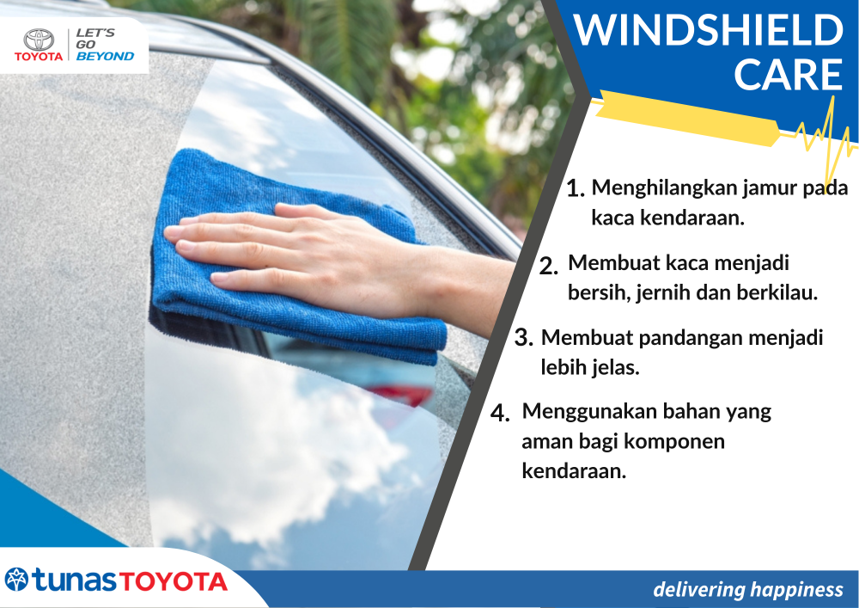 TOYOTA
LET'S
GO
BEYOND
WINDSHIELD
CARE
1. Menghilangkan jamur pada
kaca kendaraan.
2. Membuat kaca menjadi
bersih, jernih dan berkilau.
3. Membuat pandangan menjadi
lebih jelas.
4. Menggunakan bahan yang
aman bagi komponen
kendaraan.
tunasTOYOTA
delivering happiness